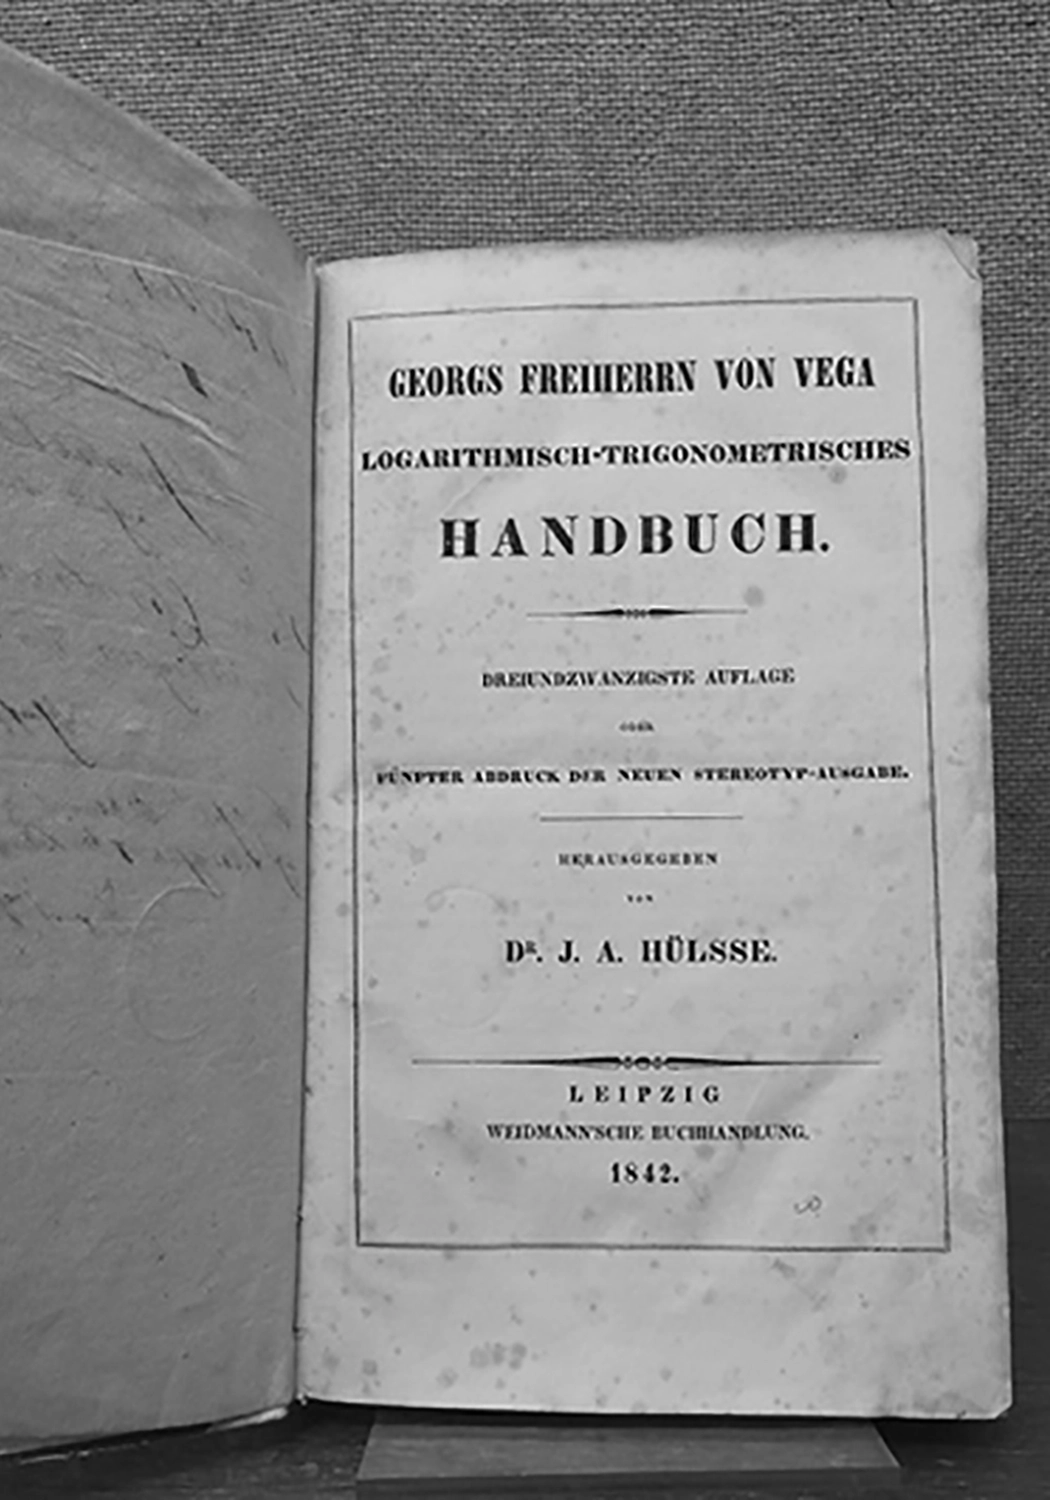 GEORGS FREIHERRN VON VEGA
LOGARITHMISCH-TRIGONOMETRISCHES
HANDBUCH.
DREIUNDZWANZIGSTE AUFLAGE
ODER
FÜNFTER ABDRUCK DER NEUEN STEREOTYP-AUSGABE.
HERAUSGEGEBEN
VON
DR. J. A. HÜLSSE.
LEIPZIG
WEIDMANN'SCHE BUCHHANDLUNG.
1842.